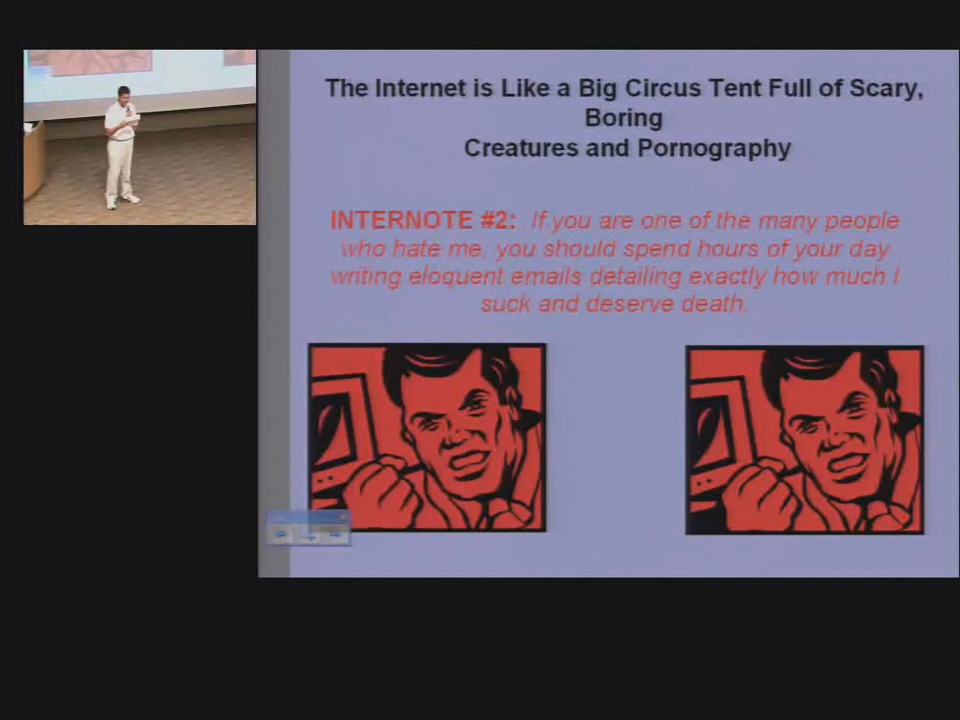 The Internet is Like a Big Circus Tent Full of Scary,
Boring
Creatures and Pornography
INTERNOTE #2: If you are one of the many people
who hate me, you should spend hours of your day
writing eloquent emails detailing exactly how much I
suck and deserve death.